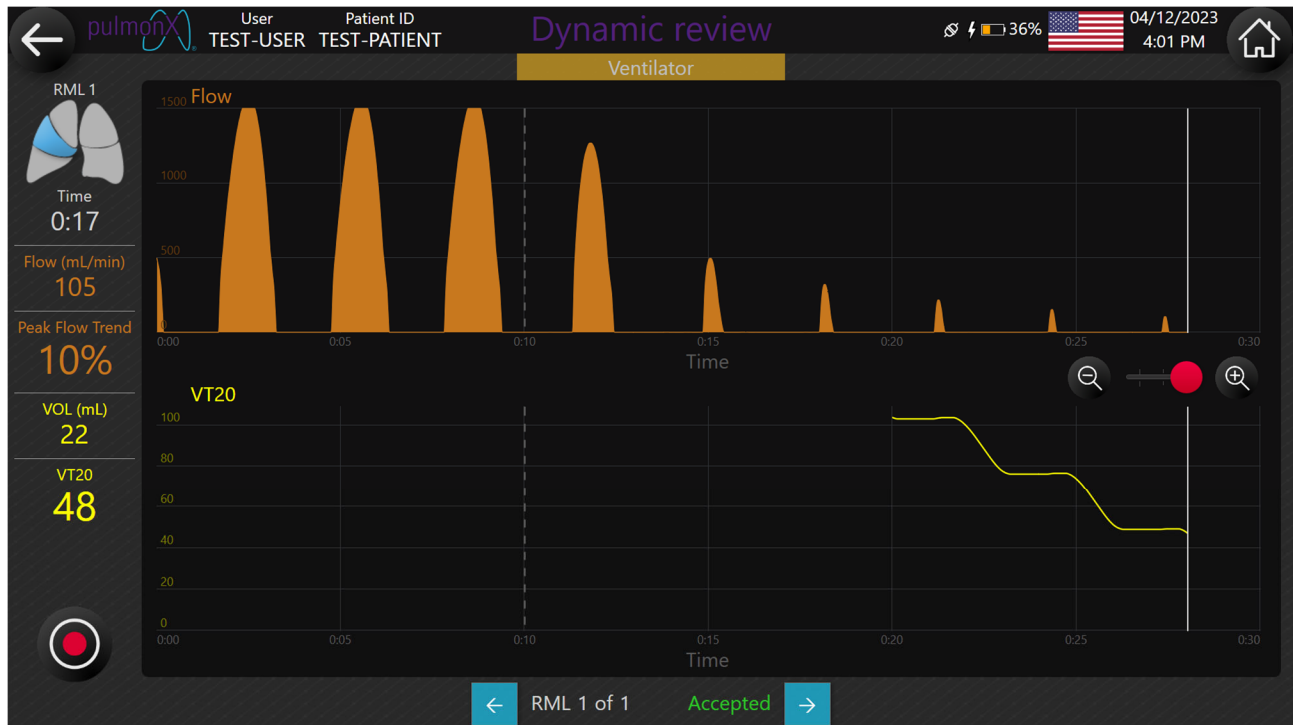 pulmonX
User
TEST-USER
Patient ID
TEST-PATIENT
Dynamic review
36%
04/12/2023
4:01 PM
Ventilator
RML 1
Time
0:17
Flow (mL/min)
105
Peak Flow Trend
10%
VOL (mL)
22
VT20
48
Flow
1500
1000
500
0
0:00 0:05 0:10 0:15 0:20 0:25 0:30
Time
VT20
100
80
60
40
20
0
0:00 0:05 0:10 0:15 0:20 0:25 0:30
Time
RML 1 of 1 Accepted